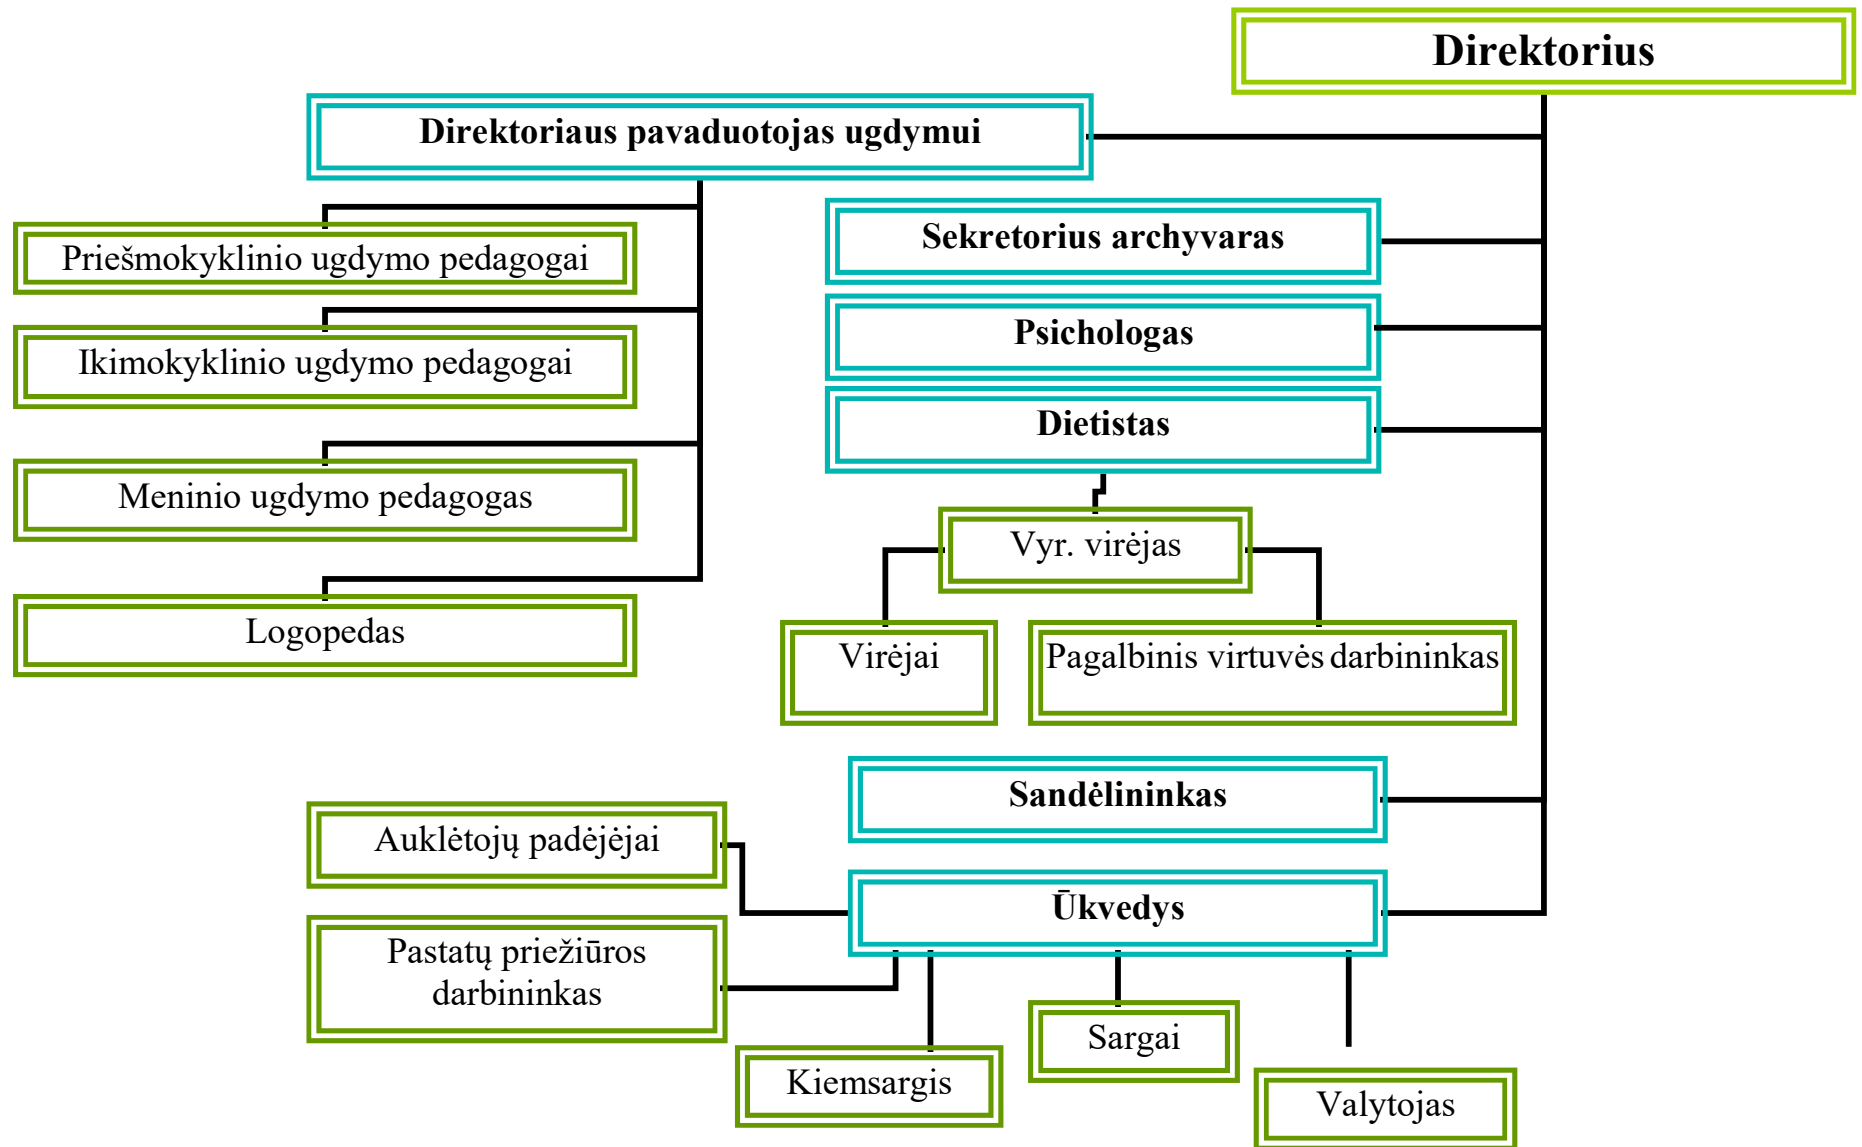 Direktorius
Direktoriaus pavaduotojas ugdymui
Sekretorius archyvaras
Priešmokyklinio ugdymo pedagogai
Psichologas
Ikimokyklinio ugdymo pedagogai
Dietistas
Meninio ugdymo pedagogas
Vyr. virėjas
Logopedas
Virėjai
Pagalbinis virtuvės darbininkas
Sandėlininkas
Auklėtojų padėjėjai
Ūkvedys
Pastatų priežiūros
darbininkas
Sargai
Kiemsargis
Valytojas